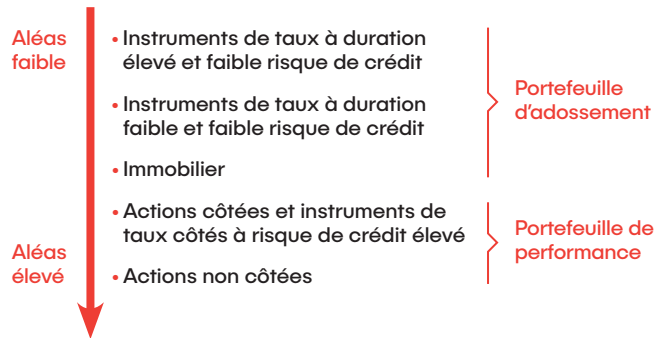 Aléas
faible
• Instruments de taux à duration
élevé et faible risque de crédit
• Instruments de taux à duration
faible et faible risque de crédit
• Immobilier
Portefeuille
d'adossement
• Actions côtées et instruments de
taux côtés à risque de crédit élevé
Aléas
élevé
• Actions non côtées
Portefeuille de
performance